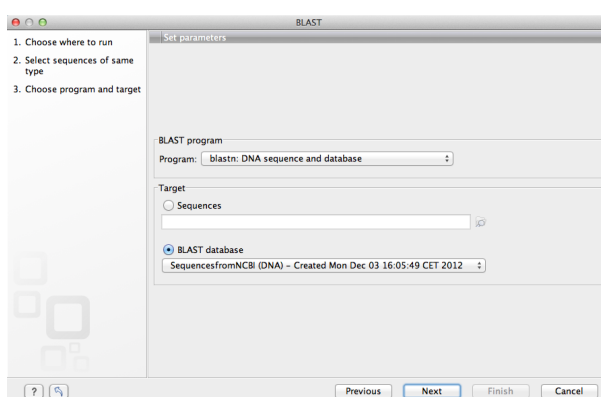 BLAST
1. Choose where to run
2. Select sequences of same
type
3. Choose program and target
Set parameters
BLAST program
Program: blastn: DNA sequence and database
Target
Sequences
BLAST database
SequencesfromNCBI (DNA) – Created Mon Dec 03 16:05:49 CET 2012
? Previous Next Finish Cancel